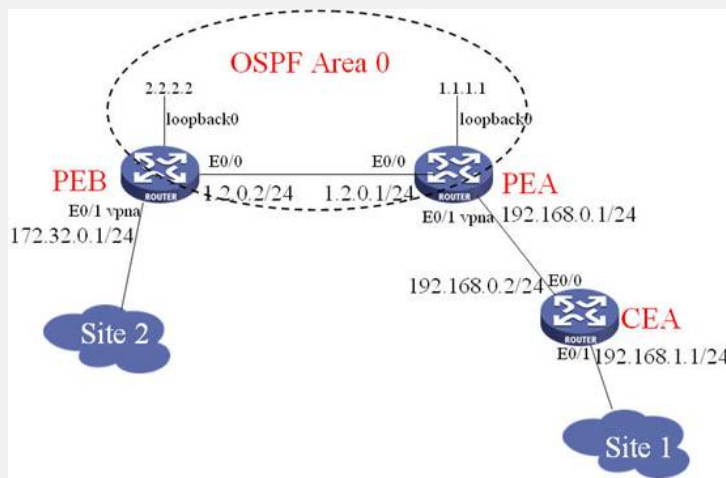 OSPF Area 0
2.2.2.2
1.1.1.1
loopback0
loopback0
E0/0
E0/0
PEB
ROUTER
1.2.0.2/24
1.2.0.1/24
ROUTER
PEA
E0/1 vpna
172.32.0.1/24
E0/1 vpna
192.168.0.1/24
192.168.0.2/24
E0/0
Site 2
ROUTER
CEA
E0/1
192.168.1.1/24
Site 1